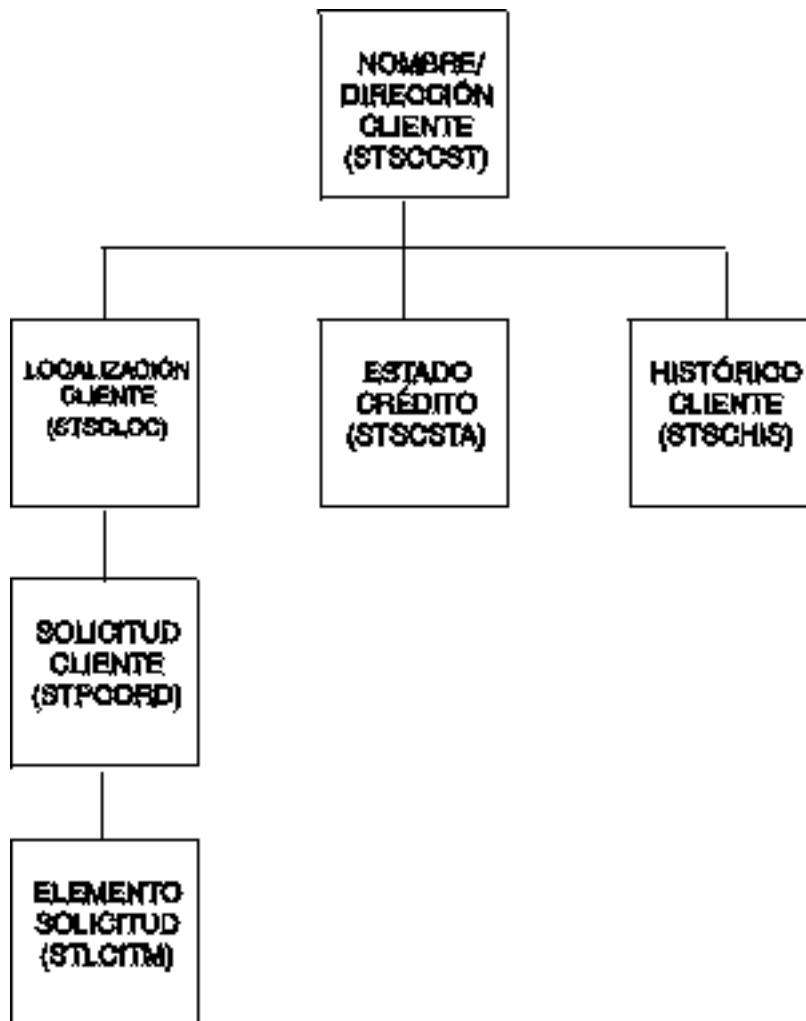 NOMBRE/
DIRECCIÓN
CLIENTE
(STSCCST)
LOCALIZACIÓN
CLIENTE
(STSCLOC)
ESTADO
CRÉDITO
(STSCSTA)
HISTÓRICO
CLIENTE
(STSCHIS)
SOLICITUD
CLIENTE
(STPCORD)
ELEMENTO
SOLICITUD
(STLCITM)